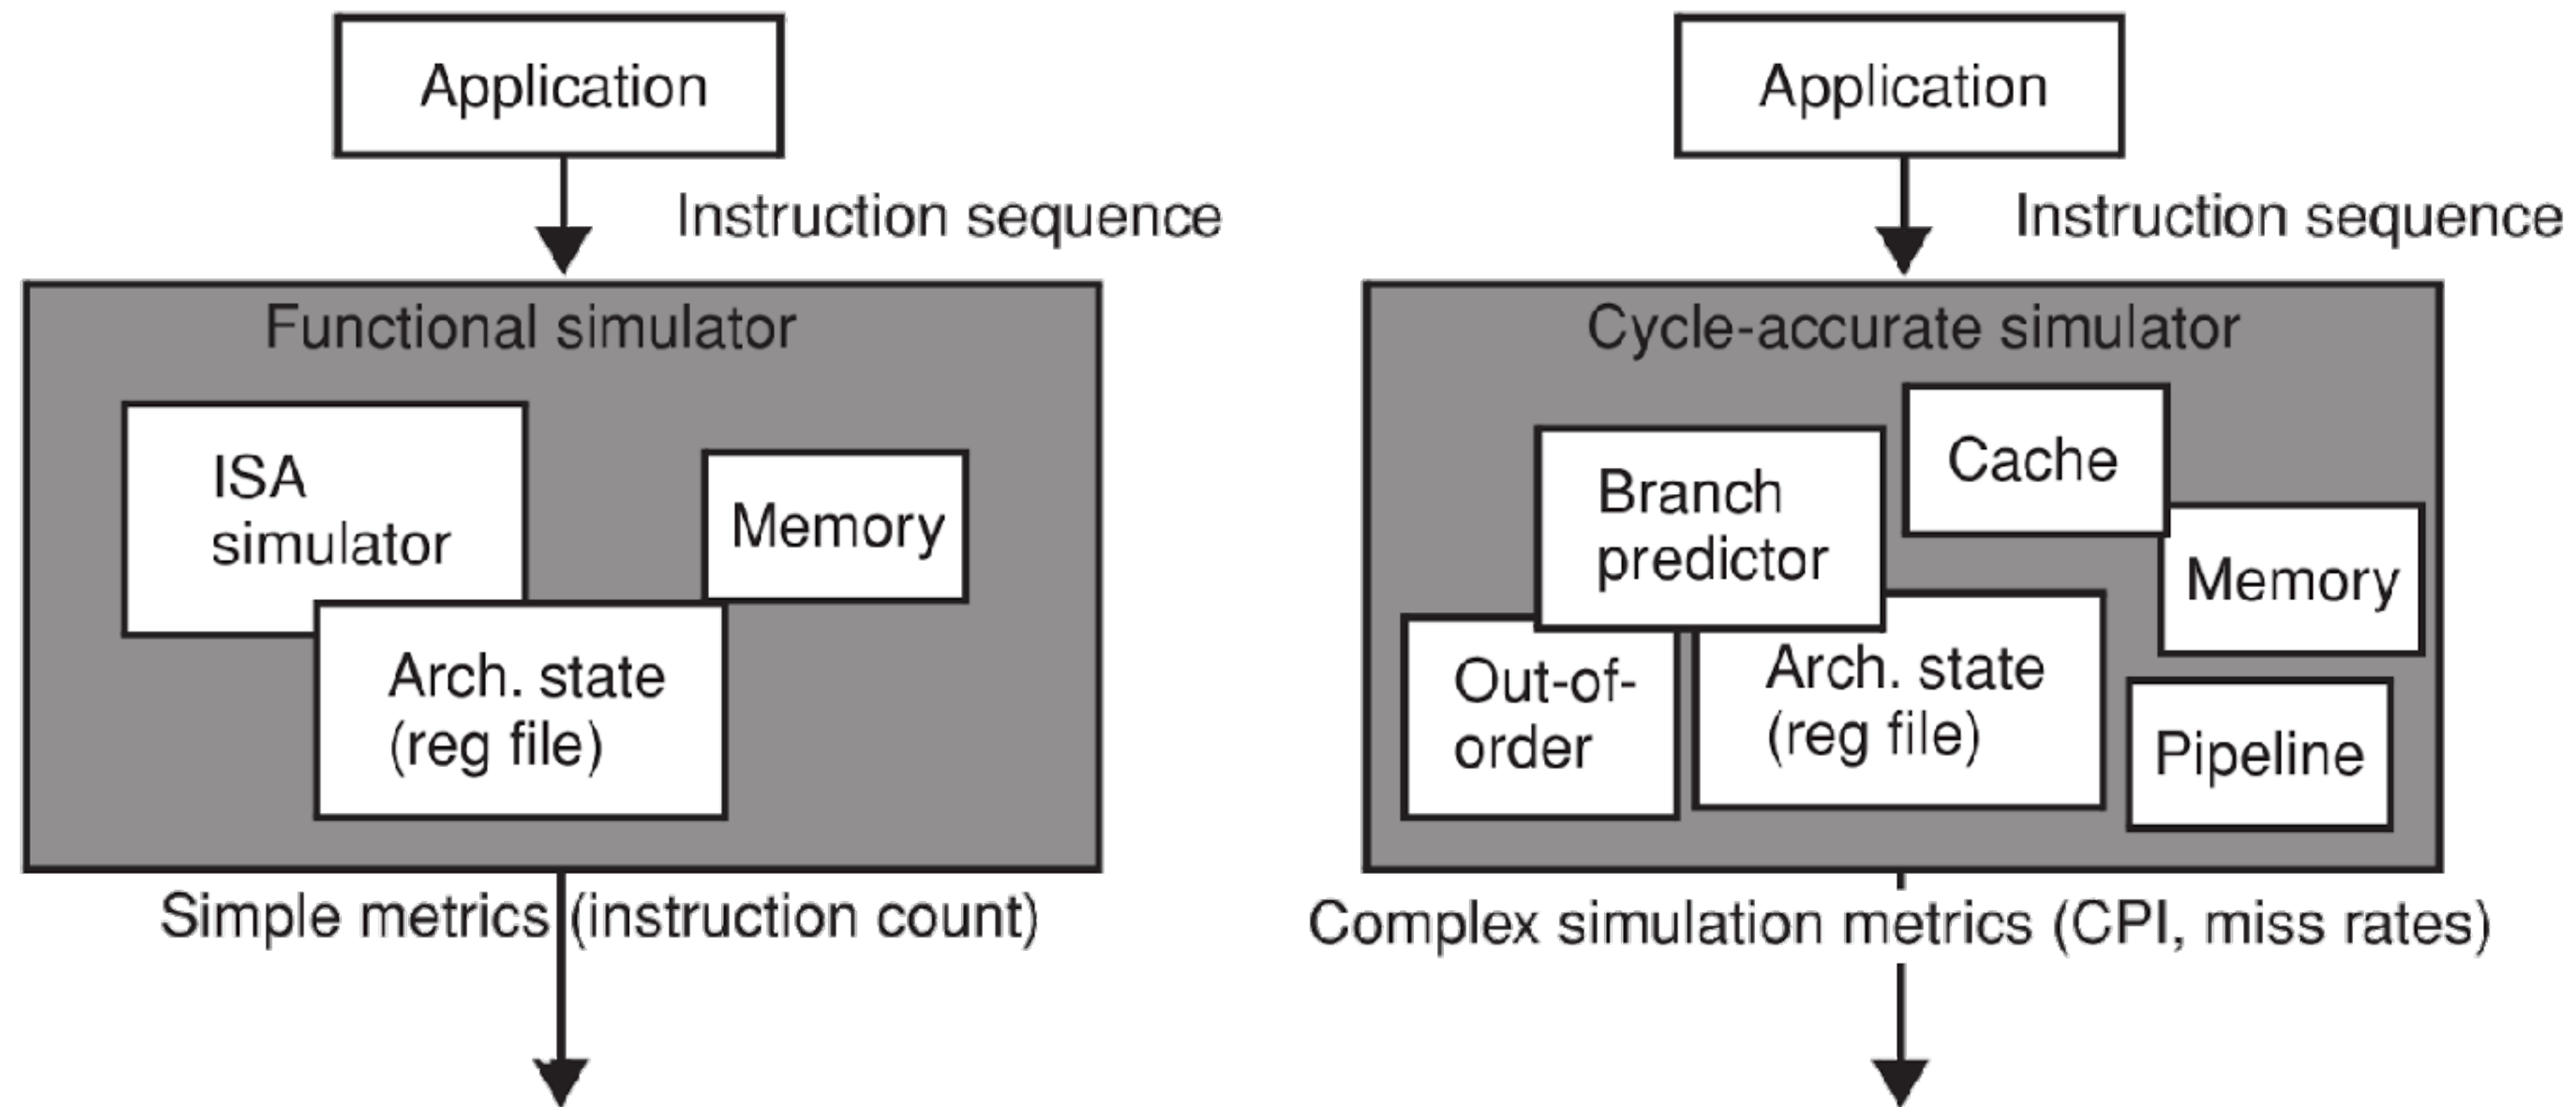 Application
Instruction sequence
Functional simulator
ISA
simulator
Memory
Arch. state
(reg file)
Simple metrics (instruction count)
Application
Instruction sequence
Cycle-accurate simulator
Cache
Branch
predictor
Memory
Out-of-
order
Arch. state
(reg file)
Pipeline
Complex simulation metrics (CPI, miss rates)